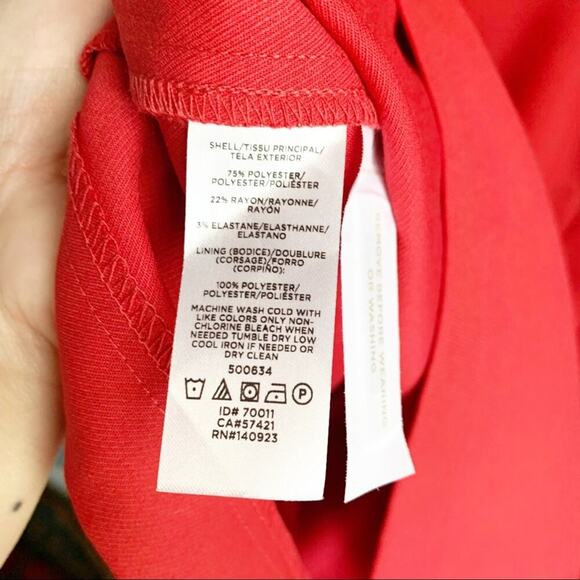 SHELL/TISSU PRINCIPAL/
TELA EXTERIOR
75% POLYESTER/
POLYESTER/POLIÉSTER
22% RAYON/RAYONNE/
RAYÓN
3% ELASTANE/ELASTHANNE/
ELASTANO
LINING (BODICE)/DOUBLURE
(CORSAGE)/FORRO
(CORPIÑO):
100% POLYESTER/
POLYESTER/POLIÉSTER
MACHINE WASH COLD WITH
LIKE COLORS ONLY NON-
CHLORINE BLEACH WHEN
NEEDED TUMBLE DRY LOW
COOL IRON IF NEEDED OR
DRY CLEAN
500634
P
ID# 70011
CA#57421
RN#140923
REMOVE BEFORE WEARING
OR WASHING